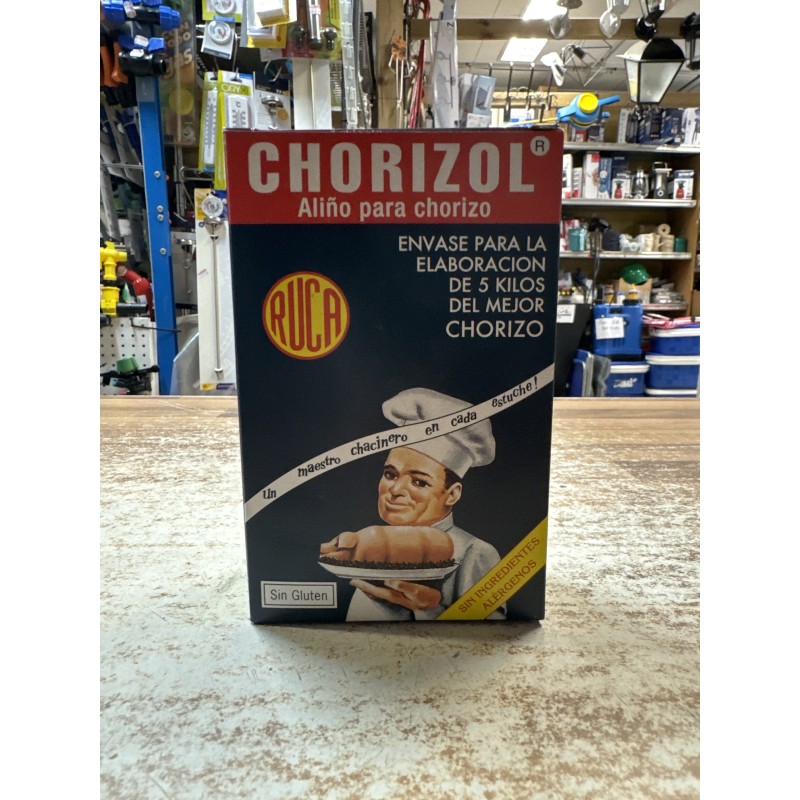 CHORIZOL®
Aliño para chorizo
ENVASE PARA LA
ELABORACION
DE 5 KILOS
DEL MEJOR
CHORIZO
RUCA
Un maestro chacinero en cada estuche!
Sin Gluten
SIN INGREDIENTES
ALÉRGENOS